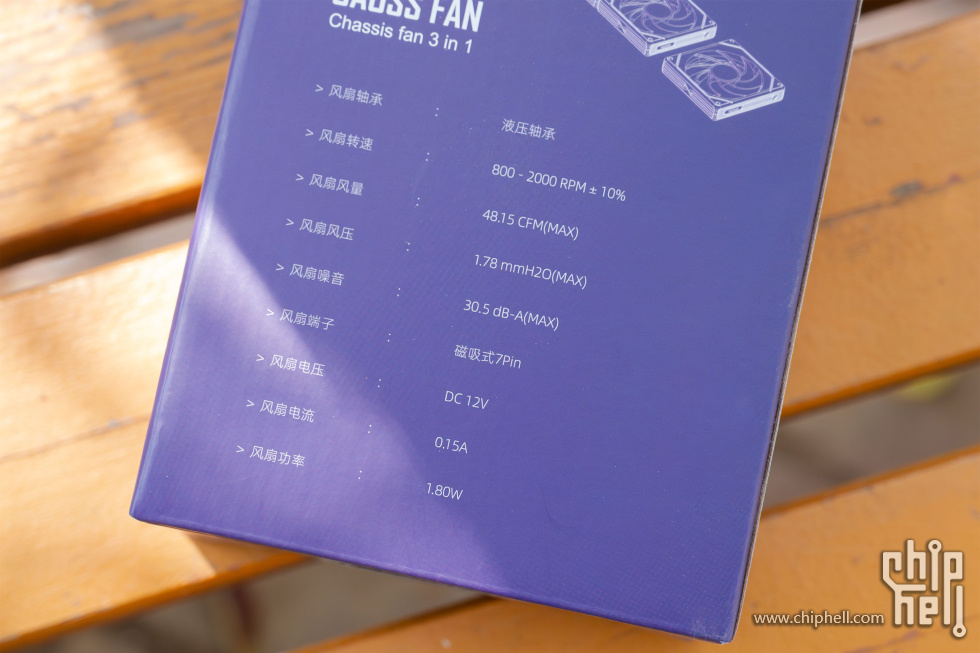 GAUSS FAN
Chassis fan 3 in 1
> 风扇轴承 : 液压轴承
> 风扇转速 : 800 - 2000 RPM ± 10%
> 风扇风量 : 48.15 CFM(MAX)
> 风扇风压 : 1.78 mmH2O(MAX)
> 风扇噪音 : 30.5 dB-A(MAX)
> 风扇端子 : 磁吸式7Pin
> 风扇电压 : DC 12V
> 风扇电流 : 0.15A
> 风扇功率 : 1.80W
www.chiphell.com
chip hell